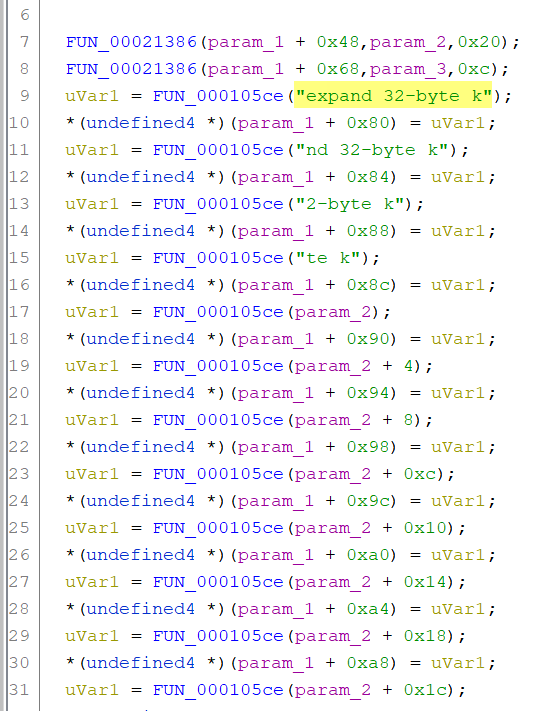 6
7 FUN_00021386(param_1 + 0x48,param_2,0x20);
8 FUN_00021386(param_1 + 0x68,param_3,0xc);
9 uVar1 = FUN_000105ce("expand 32-byte k");
10 *(undefined4 *)(param_1 + 0x80) = uVar1;
11 uVar1 = FUN_000105ce("nd 32-byte k");
12 *(undefined4 *)(param_1 + 0x84) = uVar1;
13 uVar1 = FUN_000105ce("2-byte k");
14 *(undefined4 *)(param_1 + 0x88) = uVar1;
15 uVar1 = FUN_000105ce("te k");
16 *(undefined4 *)(param_1 + 0x8c) = uVar1;
17 uVar1 = FUN_000105ce(param_2);
18 *(undefined4 *)(param_1 + 0x90) = uVar1;
19 uVar1 = FUN_000105ce(param_2 + 4);
20 *(undefined4 *)(param_1 + 0x94) = uVar1;
21 uVar1 = FUN_000105ce(param_2 + 8);
22 *(undefined4 *)(param_1 + 0x98) = uVar1;
23 uVar1 = FUN_000105ce(param_2 + 0xc);
24 *(undefined4 *)(param_1 + 0x9c) = uVar1;
25 uVar1 = FUN_000105ce(param_2 + 0x10);
26 *(undefined4 *)(param_1 + 0xa0) = uVar1;
27 uVar1 = FUN_000105ce(param_2 + 0x14);
28 *(undefined4 *)(param_1 + 0xa4) = uVar1;
29 uVar1 = FUN_000105ce(param_2 + 0x18);
30 *(undefined4 *)(param_1 + 0xa8) = uVar1;
31 uVar1 = FUN_000105ce(param_2 + 0x1c);